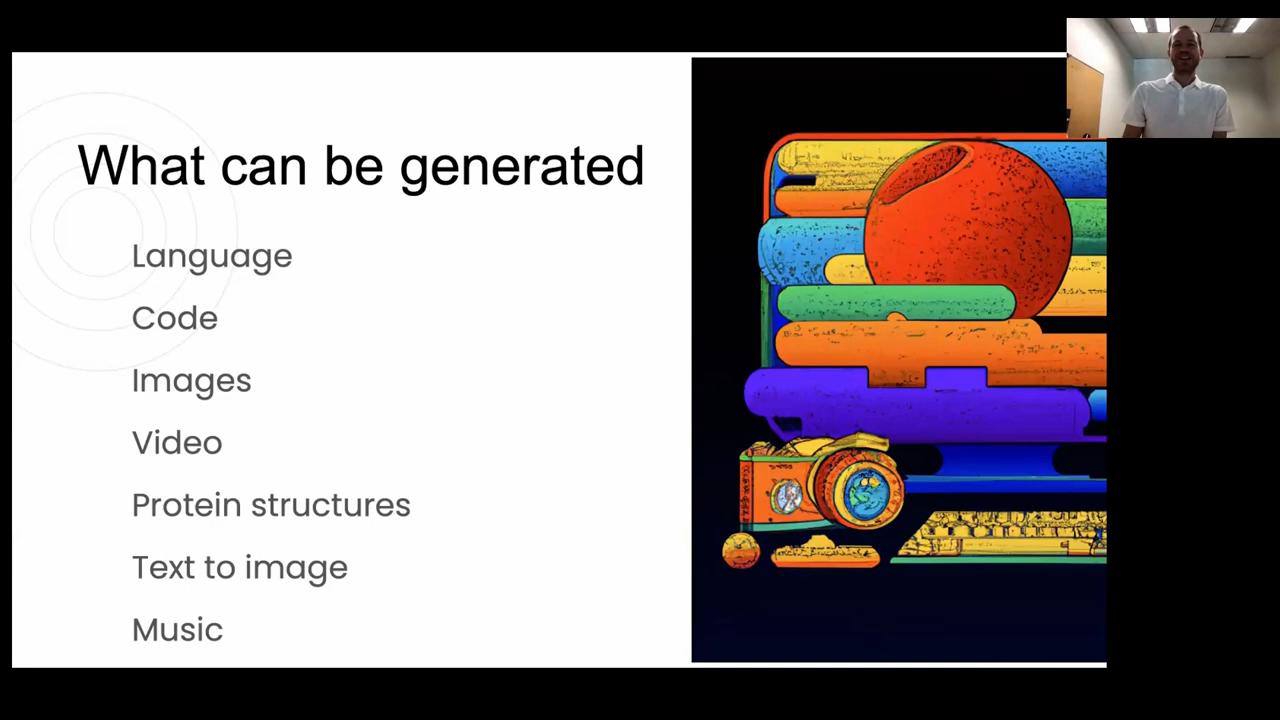 What can be generated
Language
Code
Images
Video
Protein structures
Text to image
Music